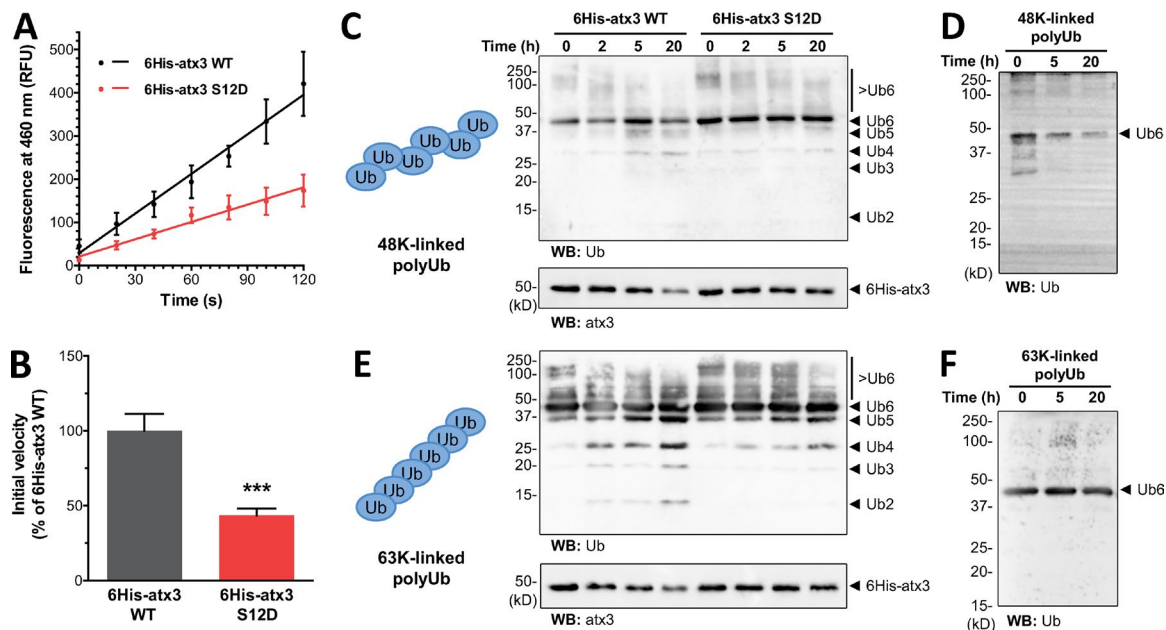 A
Fluorescence at 460 nm (RFU)
500
400
300
200
100
0
6His-atx3 WT
6His-atx3 S12D
0
30
60
90
120
Time (s)
B
Initial velocity
(% of 6His-atx3 WT)
150
100
50
0
***
6His-atx3
WT
6His-atx3
S12D
C
6His-atx3 WT
6His-atx3 S12D
Time (h)
0 2 5 20 0 2 5 20
Ub Ub Ub Ub Ub Ub
48K-linked
polyUb
250-
100-
50-
37-
25-
20-
15-
>Ub6
Ub6
Ub5
Ub4
Ub3
Ub2
WB: Ub
50-
(kD)
6His-atx3
WB: atx3
D
48K-linked
polyUb
Time (h)
0 5 20
250-
100-
50-
37-
25-
20-
15-
(kD)
Ub6
WB: Ub
E
Ub Ub Ub Ub Ub Ub
63K-linked
polyUb
250-
100-
50-
37-
25-
20-
15-
>Ub6
Ub6
Ub5
Ub4
Ub3
Ub2
WB: Ub
50-
(kD)
6His-atx3
WB: atx3
F
63K-linked
polyUb
Time (h)
0 5 20
250-
100-
50-
37-
25-
20-
15-
(kD)
Ub6
WB: Ub